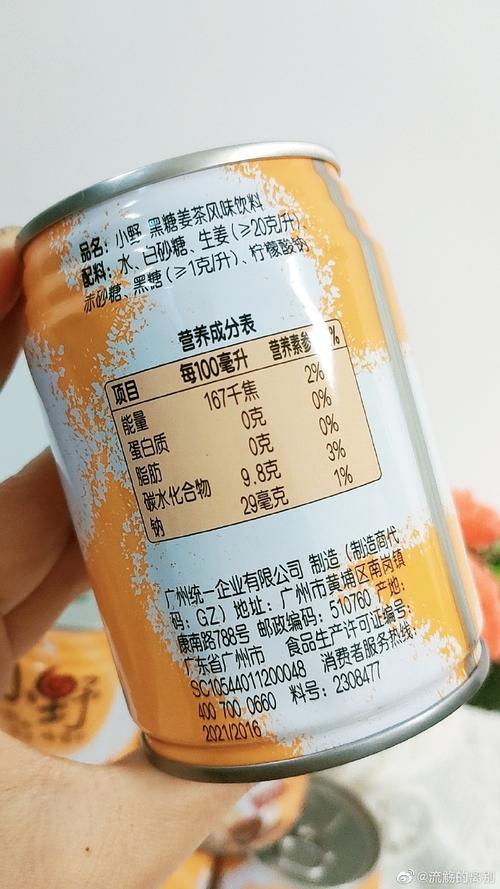 品名：小野 黑糖姜茶风味饮料
配料：水、白砂糖、生姜(≥20克/升)、
赤砂糖、黑糖(≥1克/升)、柠檬酸钠
营养成分表
项目 每100毫升 营养素参 %
能量 167千焦 2%
蛋白质 0克 0%
脂肪 0克 0%
碳水化合物 9.8克 3%
钠 29毫克 1%
广州统一企业有限公司 制造(制造商代
码：GZ) 地址：广州市黄埔区南岗镇
康南路788号 邮政编码：510760 产地：
广东省广州市 食品生产许可证编号：
SC10544011200048 消费者服务热线：
400 700 0660 料号：2308477
2021/2016
小野
@流觞的